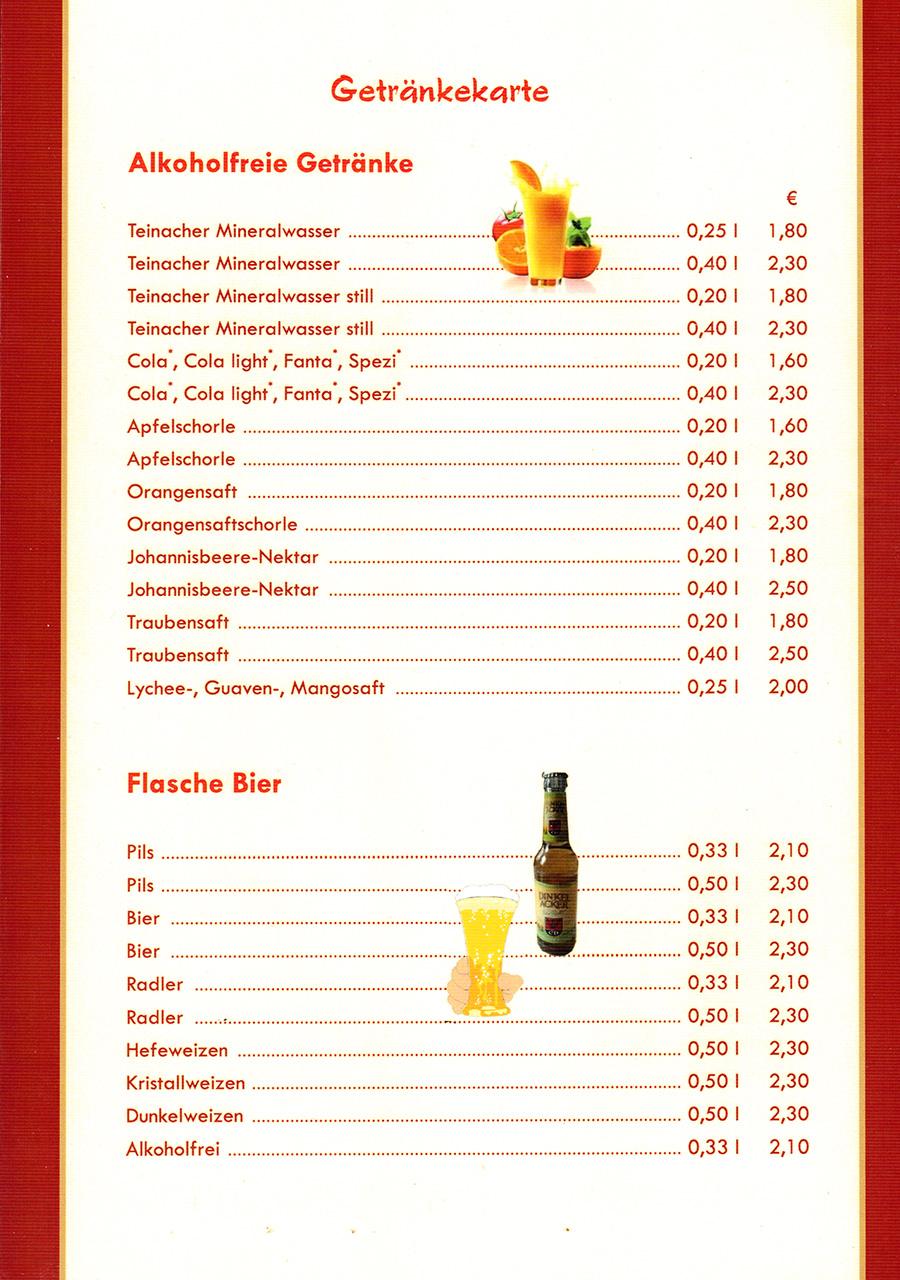 Getränkekarte
Alkoholfreie Getränke
€
Teinacher Mineralwasser ........ 0,25 l 1,80
Teinacher Mineralwasser ........ 0,40 l 2,30
Teinacher Mineralwasser still ........ 0,20 l 1,80
Teinacher Mineralwasser still ........ 0,40 l 2,30
Cola*, Cola light*, Fanta*, Spezi* ........ 0,20 l 1,60
Cola*, Cola light*, Fanta*, Spezi* ........ 0,40 l 2,30
Apfelschorle ........ 0,20 l 1,60
Apfelschorle ........ 0,40 l 2,30
Orangensaft ........ 0,20 l 1,80
Orangensaftschorle ........ 0,40 l 2,30
Johannisbeere-Nektar ........ 0,20 l 1,80
Johannisbeere-Nektar ........ 0,40 l 2,50
Traubensaft ........ 0,20 l 1,80
Traubensaft ........ 0,40 l 2,50
Lychee-, Guaven-, Mangosaft ........ 0,25 l 2,00
Flasche Bier
Pils ........ 0,33 l 2,10
Pils ........ 0,50 l 2,30
Bier ........ 0,33 l 2,10
Bier ........ 0,50 l 2,30
Radler ........ 0,33 l 2,10
Radler ........ 0,50 l 2,30
Hefeweizen ........ 0,50 l 2,30
Kristallweizen ........ 0,50 l 2,30
Dunkelweizen ........ 0,50 l 2,30
Alkoholfrei ........ 0,33 l 2,10
DINKEL
ACKER
CD